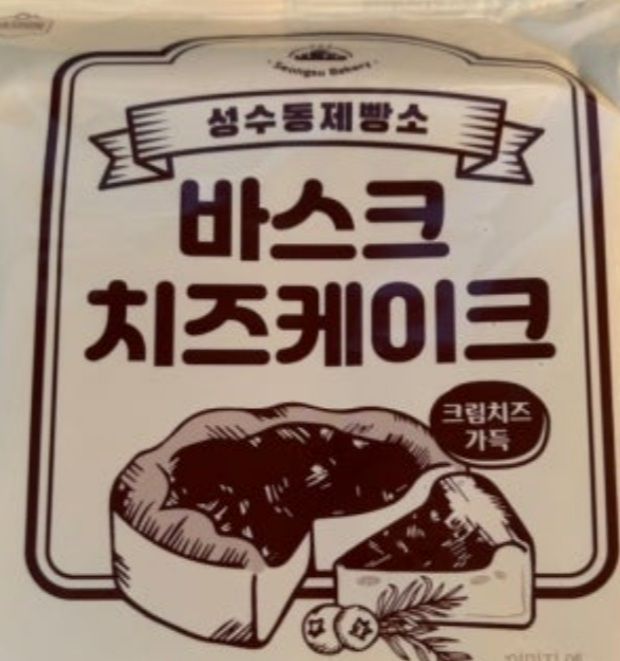 Seongsu Bakery
성수동제빵소
바스크
치즈케이크
크림치즈
가득